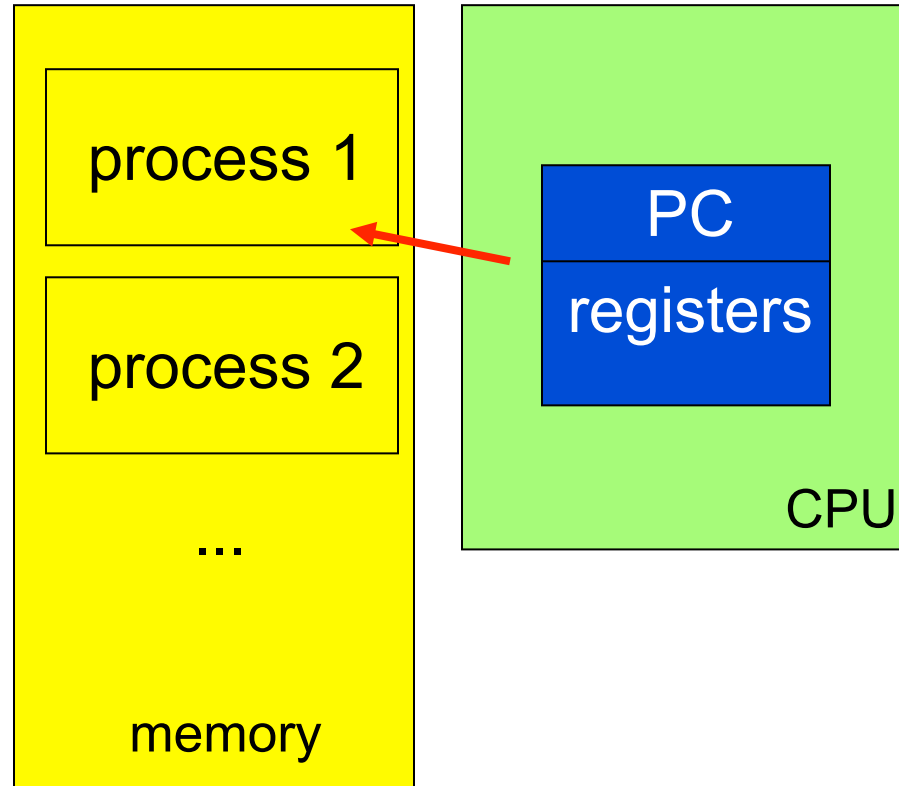 process 1
process 2
...
memory
PC
registers
CPU